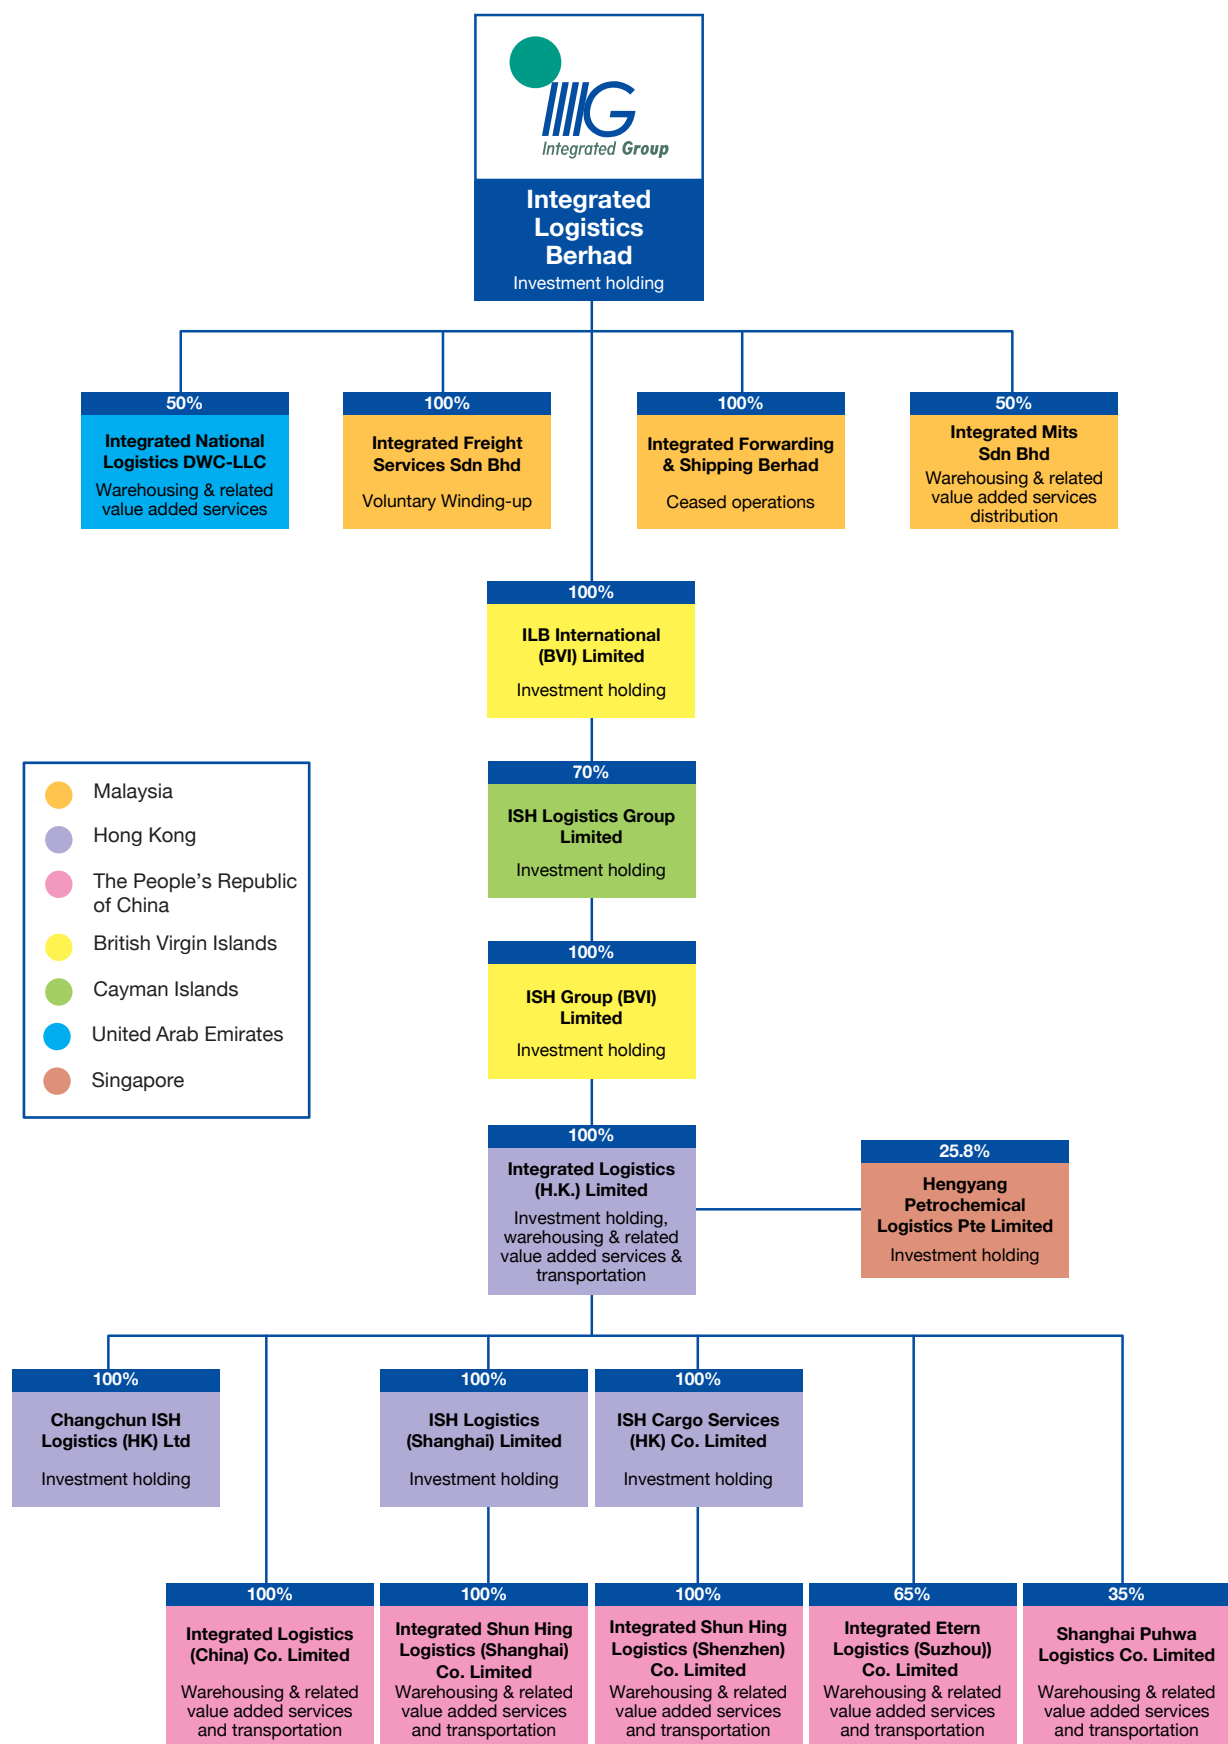 IIIIG
Integrated Group
Integrated
Logistics
Berhad
Investment holding
50%
Integrated National
Logistics DWC-LLC
Warehousing & related
value added services
100%
Integrated Freight
Services Sdn Bhd
Voluntary Winding-up
100%
Integrated Forwarding
& Shipping Berhad
Ceased operations
50%
Integrated Mits
Sdn Bhd
Warehousing & related
value added services
distribution
100%
ILB International
(BVI) Limited
Investment holding
70%
ISH Logistics Group
Limited
Investment holding
100%
ISH Group (BVI)
Limited
Investment holding
Malaysia
Hong Kong
The People's Republic
of China
British Virgin Islands
Cayman Islands
United Arab Emirates
Singapore
100%
Integrated Logistics
(H.K.) Limited
Investment holding,
warehousing & related
value added services &
transportation
25.8%
Hengyang
Petrochemical
Logistics Pte Limited
Investment holding
100%
Changchun ISH
Logistics (HK) Ltd
Investment holding
100%
ISH Logistics
(Shanghai) Limited
Investment holding
100%
ISH Cargo Services
(HK) Co. Limited
Investment holding
100%
Integrated Logistics
(China) Co. Limited
Warehousing & related
value added services
and transportation
100%
Integrated Shun Hing
Logistics (Shanghai)
Co. Limited
Warehousing & related
value added services
and transportation
100%
Integrated Shun Hing
Logistics (Shenzhen)
Co. Limited
Warehousing & related
value added services
and transportation
65%
Integrated Etern
Logistics (Suzhou))
Co. Limited
Warehousing & related
value added services
and transportation
35%
Shanghai Puhwa
Logistics Co. Limited
Warehousing & related
value added services
and transportation